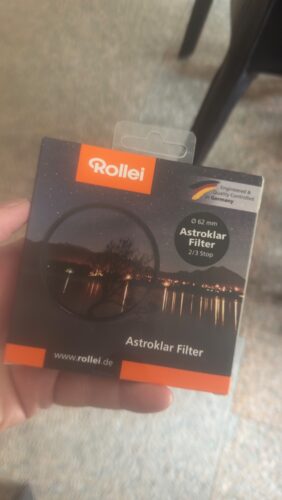 Rollei
Engineered &
Quality Controlled
in Germany
Ø 62 mm
Astroklar
Filter
2/3 Stop
Astroklar Filter
www.rollei.de